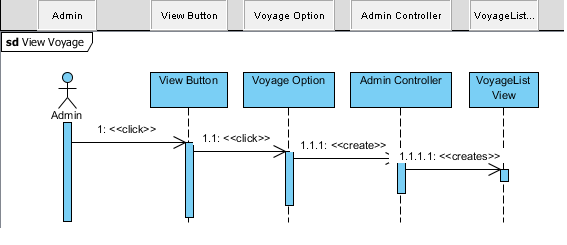 Admin
View Button
Voyage Option
Admin Controller
VoyageList...
sd View Voyage
View Button
Voyage Option
Admin Controller
VoyageList
View
Admin
1: <<click>>
1.1: <<click>>
1.1.1: <<create>>
1.1.1.1: <<creates>>